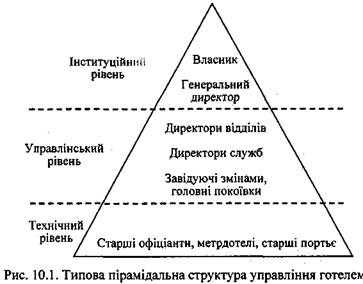 Інституційний
рівень
Власник
Генеральний
директор
Управлінський
рівень
Директори відділів
Директори служб
Завідуючі змінами,
головні покоївки
Технічний
рівень
Старші офіціанти, метрдотелі, старші портьє
Рис. 10.1. Типова пірамідальна структура управління готелем